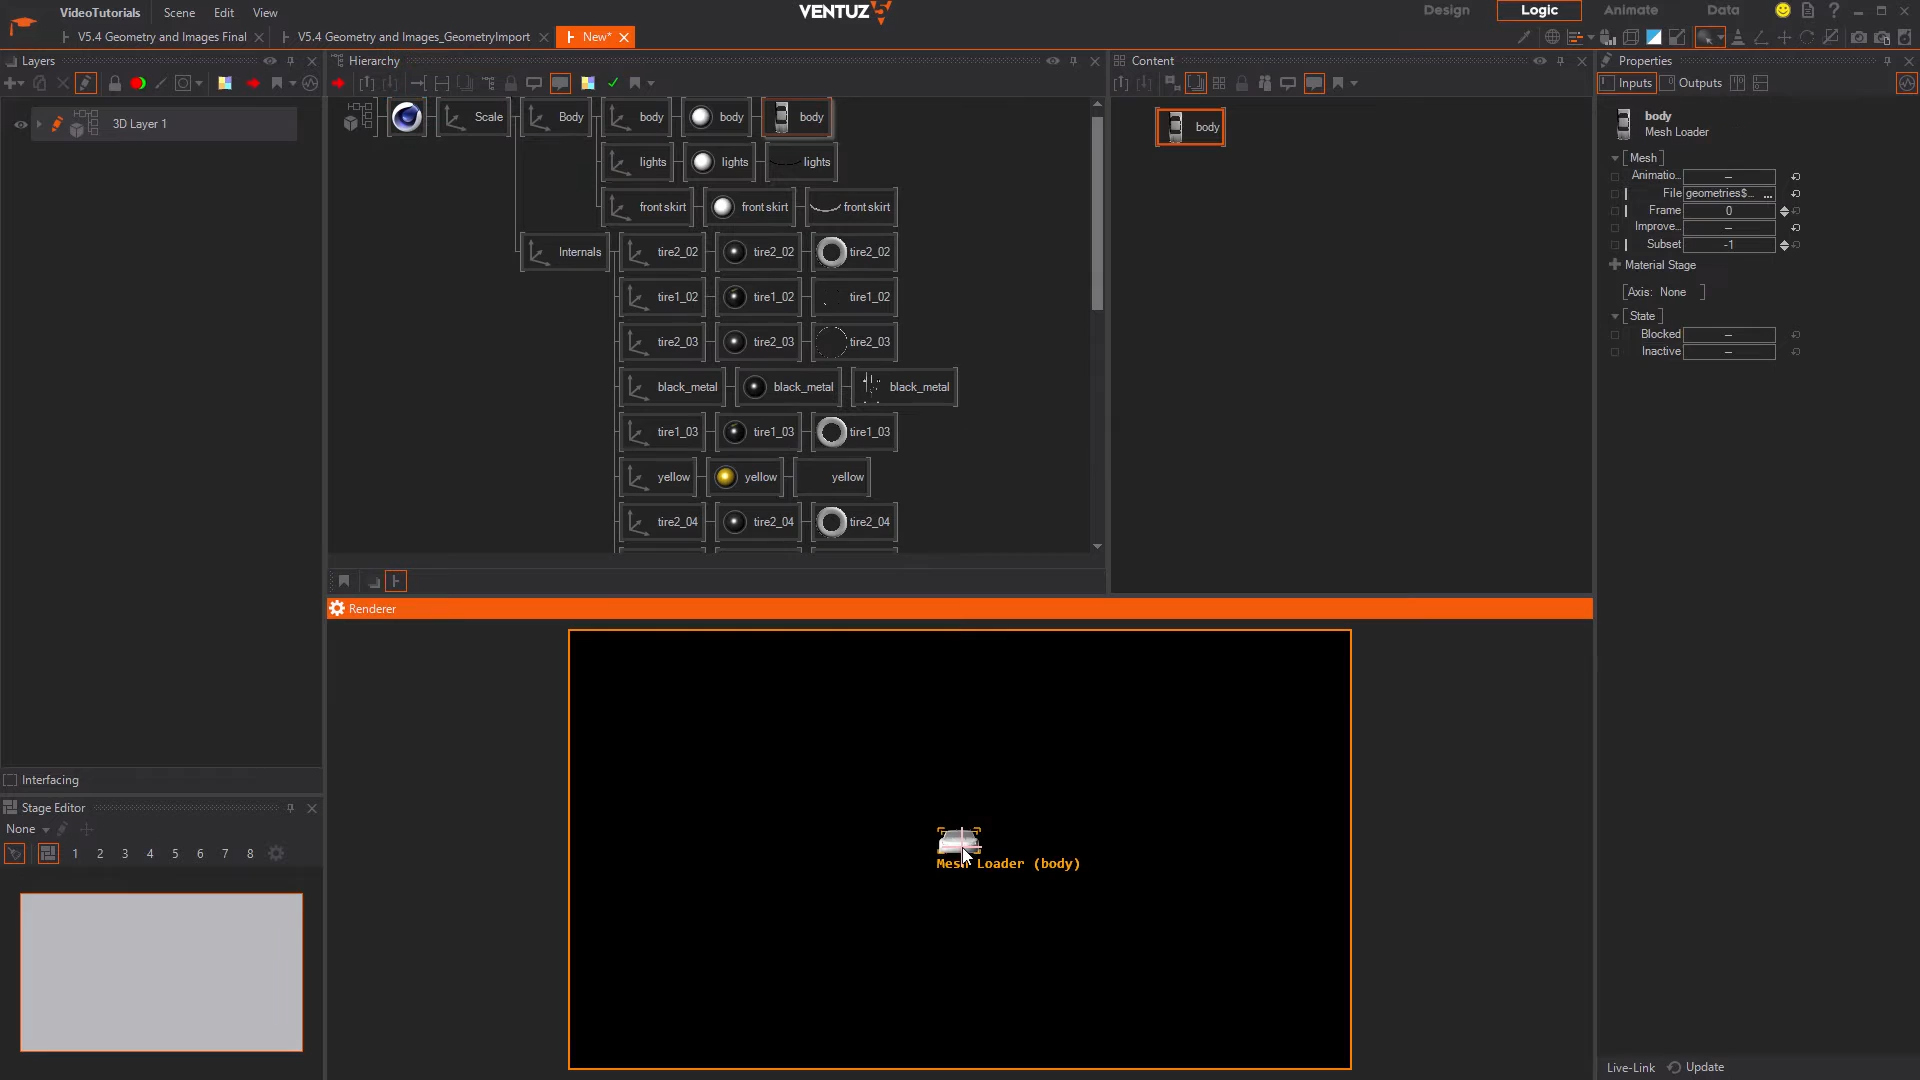 VideoTutorials Scene Edit View VENTUZ 5 Design Logic Animate Data
V5.4 Geometry and Images Final V5.4 Geometry and Images_GeometryImport New*
Layers
3D Layer 1
Interfacing
Stage Editor
None
1 2 3 4 5 6 7 8
Hierarchy
Scale Body body body body
lights lights lights
front skirt front skirt front skirt
Internals tire2_02 tire2_02 tire2_02
tire1_02 tire1_02 tire1_02
tire2_03 tire2_03 tire2_03
black_metal black_metal black_metal
tire1_03 tire1_03 tire1_03
yellow yellow yellow
tire2_04 tire2_04 tire2_04
Renderer
Mesh Loader (body)
Content
body
Properties
Inputs Outputs
body
Mesh Loader
[Mesh]
Animatio... –
File geometries$... ...
Frame 0
Improve... –
Subset -1
Material Stage
[Axis: None ]
[State ]
Blocked –
Inactive –
Live-Link Update